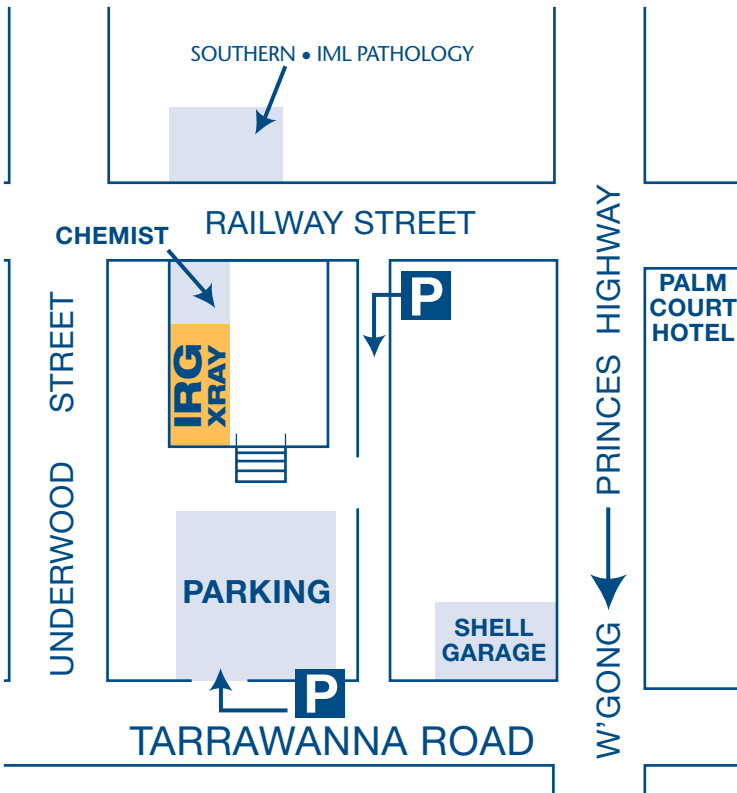 SOUTHERN • IML PATHOLOGY
RAILWAY STREET
CHEMIST
P
PALM
COURT
HOTEL
IRG
XRAY
UNDERWOOD STREET
PRINCES HIGHWAY
PARKING
SHELL
GARAGE
W'GONG
P
TARRAWANNA ROAD